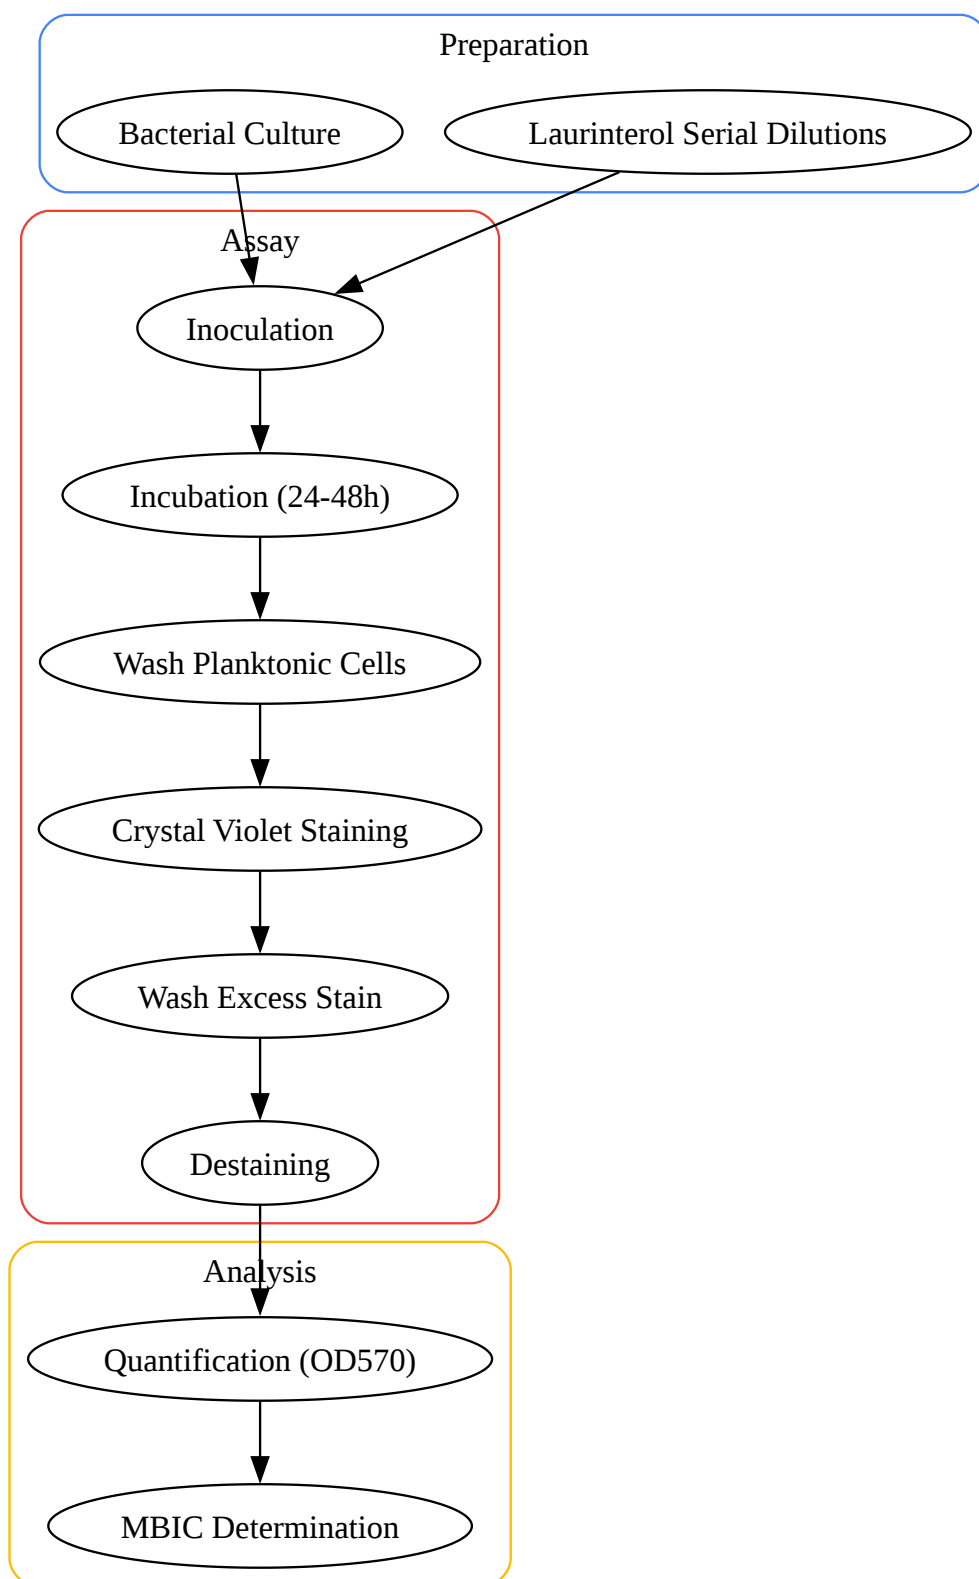 Preparation
Bacterial Culture
Laurinterol Serial Dilutions
Assay
Inoculation
Incubation (24-48h)
Wash Planktonic Cells
Crystal Violet Staining
Wash Excess Stain
Destaining
Analysis
Quantification (OD570)
MBIC Determination